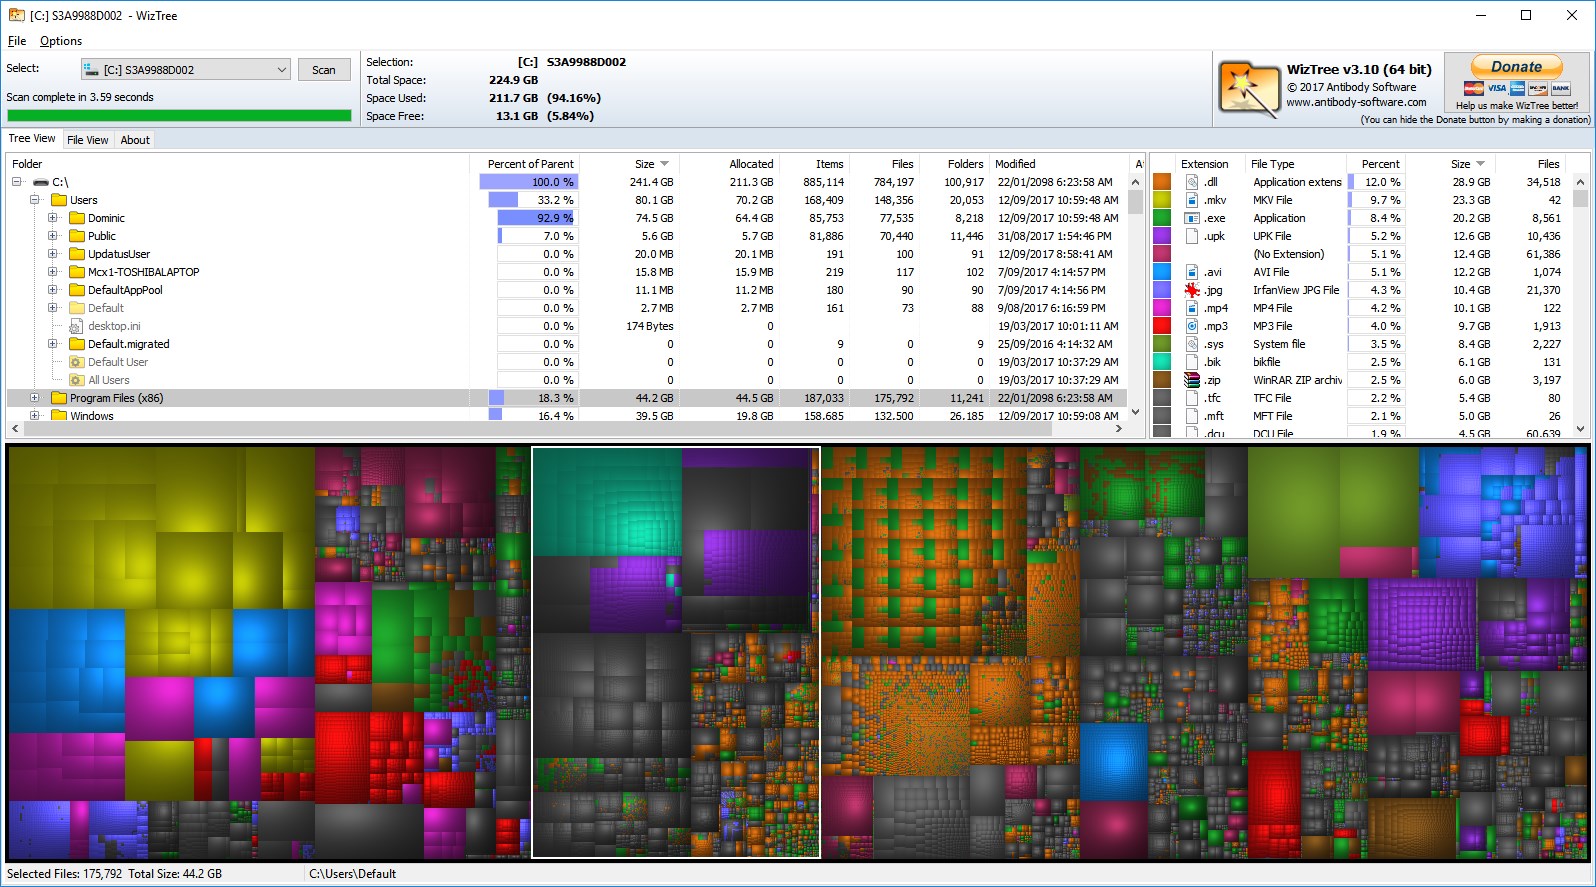 [C:] S3A9988D002 - WizTree
File Options
Select: [C:] S3A9988D002 Scan
Scan complete in 3.59 seconds
Selection: [C:] S3A9988D002
Total Space: 224.9 GB
Space Used: 211.7 GB (94.16%)
Space Free: 13.1 GB (5.84%)
WizTree v3.10 (64 bit)
© 2017 Antibody Software
www.antibody-software.com
Donate
VISA
BANK
Help us make WizTree better!
(You can hide the Donate button by making a donation)
Tree View File View About
Folder Percent of Parent Size Allocated Items Files Folders Modified
C:\ 100.0 % 241.4 GB 211.3 GB 885,114 784,197 100,917 22/01/2098 6:23:58 AM
Users 33.2 % 80.1 GB 70.2 GB 168,409 148,356 20,053 12/09/2017 10:59:48 AM
Dominic 92.9 % 74.5 GB 64.4 GB 85,753 77,535 8,218 12/09/2017 10:59:48 AM
Public 7.0 % 5.6 GB 5.7 GB 81,886 70,440 11,446 31/08/2017 1:54:46 PM
UpdatusUser 0.0 % 20.0 MB 20.1 MB 191 100 91 12/09/2017 8:58:41 AM
Mcx1-TOSHIBALAPTOP 0.0 % 15.8 MB 15.9 MB 219 117 102 7/09/2017 4:14:57 PM
DefaultAppPool 0.0 % 11.1 MB 11.2 MB 180 90 90 7/09/2017 4:14:56 PM
Default 0.0 % 2.7 MB 2.7 MB 161 73 88 9/08/2017 6:16:59 PM
desktop.ini 0.0 % 174 Bytes 0 19/03/2017 10:01:11 AM
Default.migrated 0.0 % 0 0 9 0 9 25/09/2016 4:14:32 AM
Default User 0.0 % 0 0 0 0 0 19/03/2017 10:37:29 AM
All Users 0.0 % 0 0 0 0 0 19/03/2017 10:37:29 AM
Program Files (x86) 18.3 % 44.2 GB 44.5 GB 187,033 175,792 11,241 22/01/2098 6:23:58 AM
Windows 16.4 % 39.5 GB 19.8 GB 158,685 132,500 26,185 12/09/2017 10:59:08 AM
Extension File Type Percent Size Files
.dll Application extens 12.0 % 28.9 GB 34,518
.mkv MKV File 9.7 % 23.3 GB 42
.exe Application 8.4 % 20.2 GB 8,561
.upk UPK File 5.2 % 12.6 GB 10,436
(No Extension) 5.1 % 12.4 GB 61,386
.avi AVI File 5.1 % 12.2 GB 1,074
.jpg IrfanView JPG File 4.3 % 10.4 GB 21,370
.mp4 MP4 File 4.2 % 10.1 GB 122
.mp3 MP3 File 4.0 % 9.7 GB 1,913
.sys System file 3.5 % 8.4 GB 2,227
.bik bikfile 2.5 % 6.1 GB 131
.zip WinRAR ZIP archiv 2.5 % 6.0 GB 3,197
.tfc TFC File 2.2 % 5.4 GB 80
.mft MFT File 2.1 % 5.0 GB 26
.dcu DCU File 1.9 % 4.5 GB 60,639
Selected Files: 175,792 Total Size: 44.2 GB C:\Users\Default